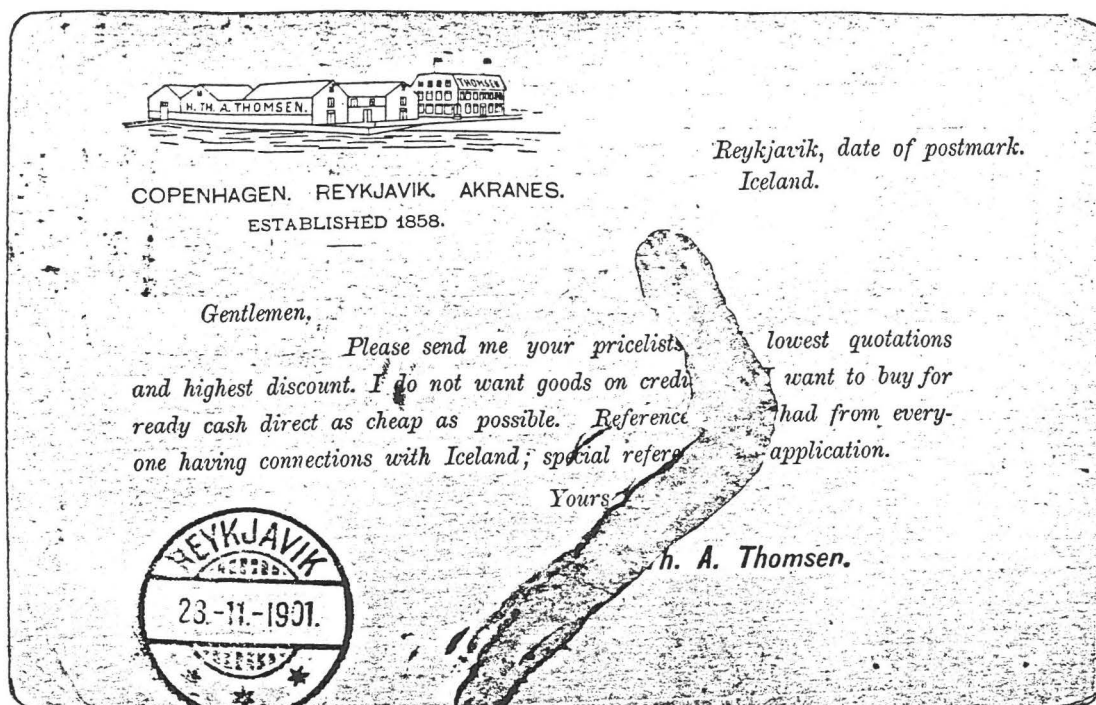 H. TH. A. THOMSEN.
THOMSEN
COPENHAGEN. REYKJAVIK. AKRANES.
ESTABLISHED 1858.
Reykjavik, date of postmark.
Iceland.
Gentlemen,
Please send me your pricelists lowest quotations
and highest discount. I do not want goods on I want to buy for
ready cash direct as cheap as possible. had from every-
one having connections with Iceland; special application.
Yours
h. A. Thomsen.
REYKJAVIK
23.-11.-1901.